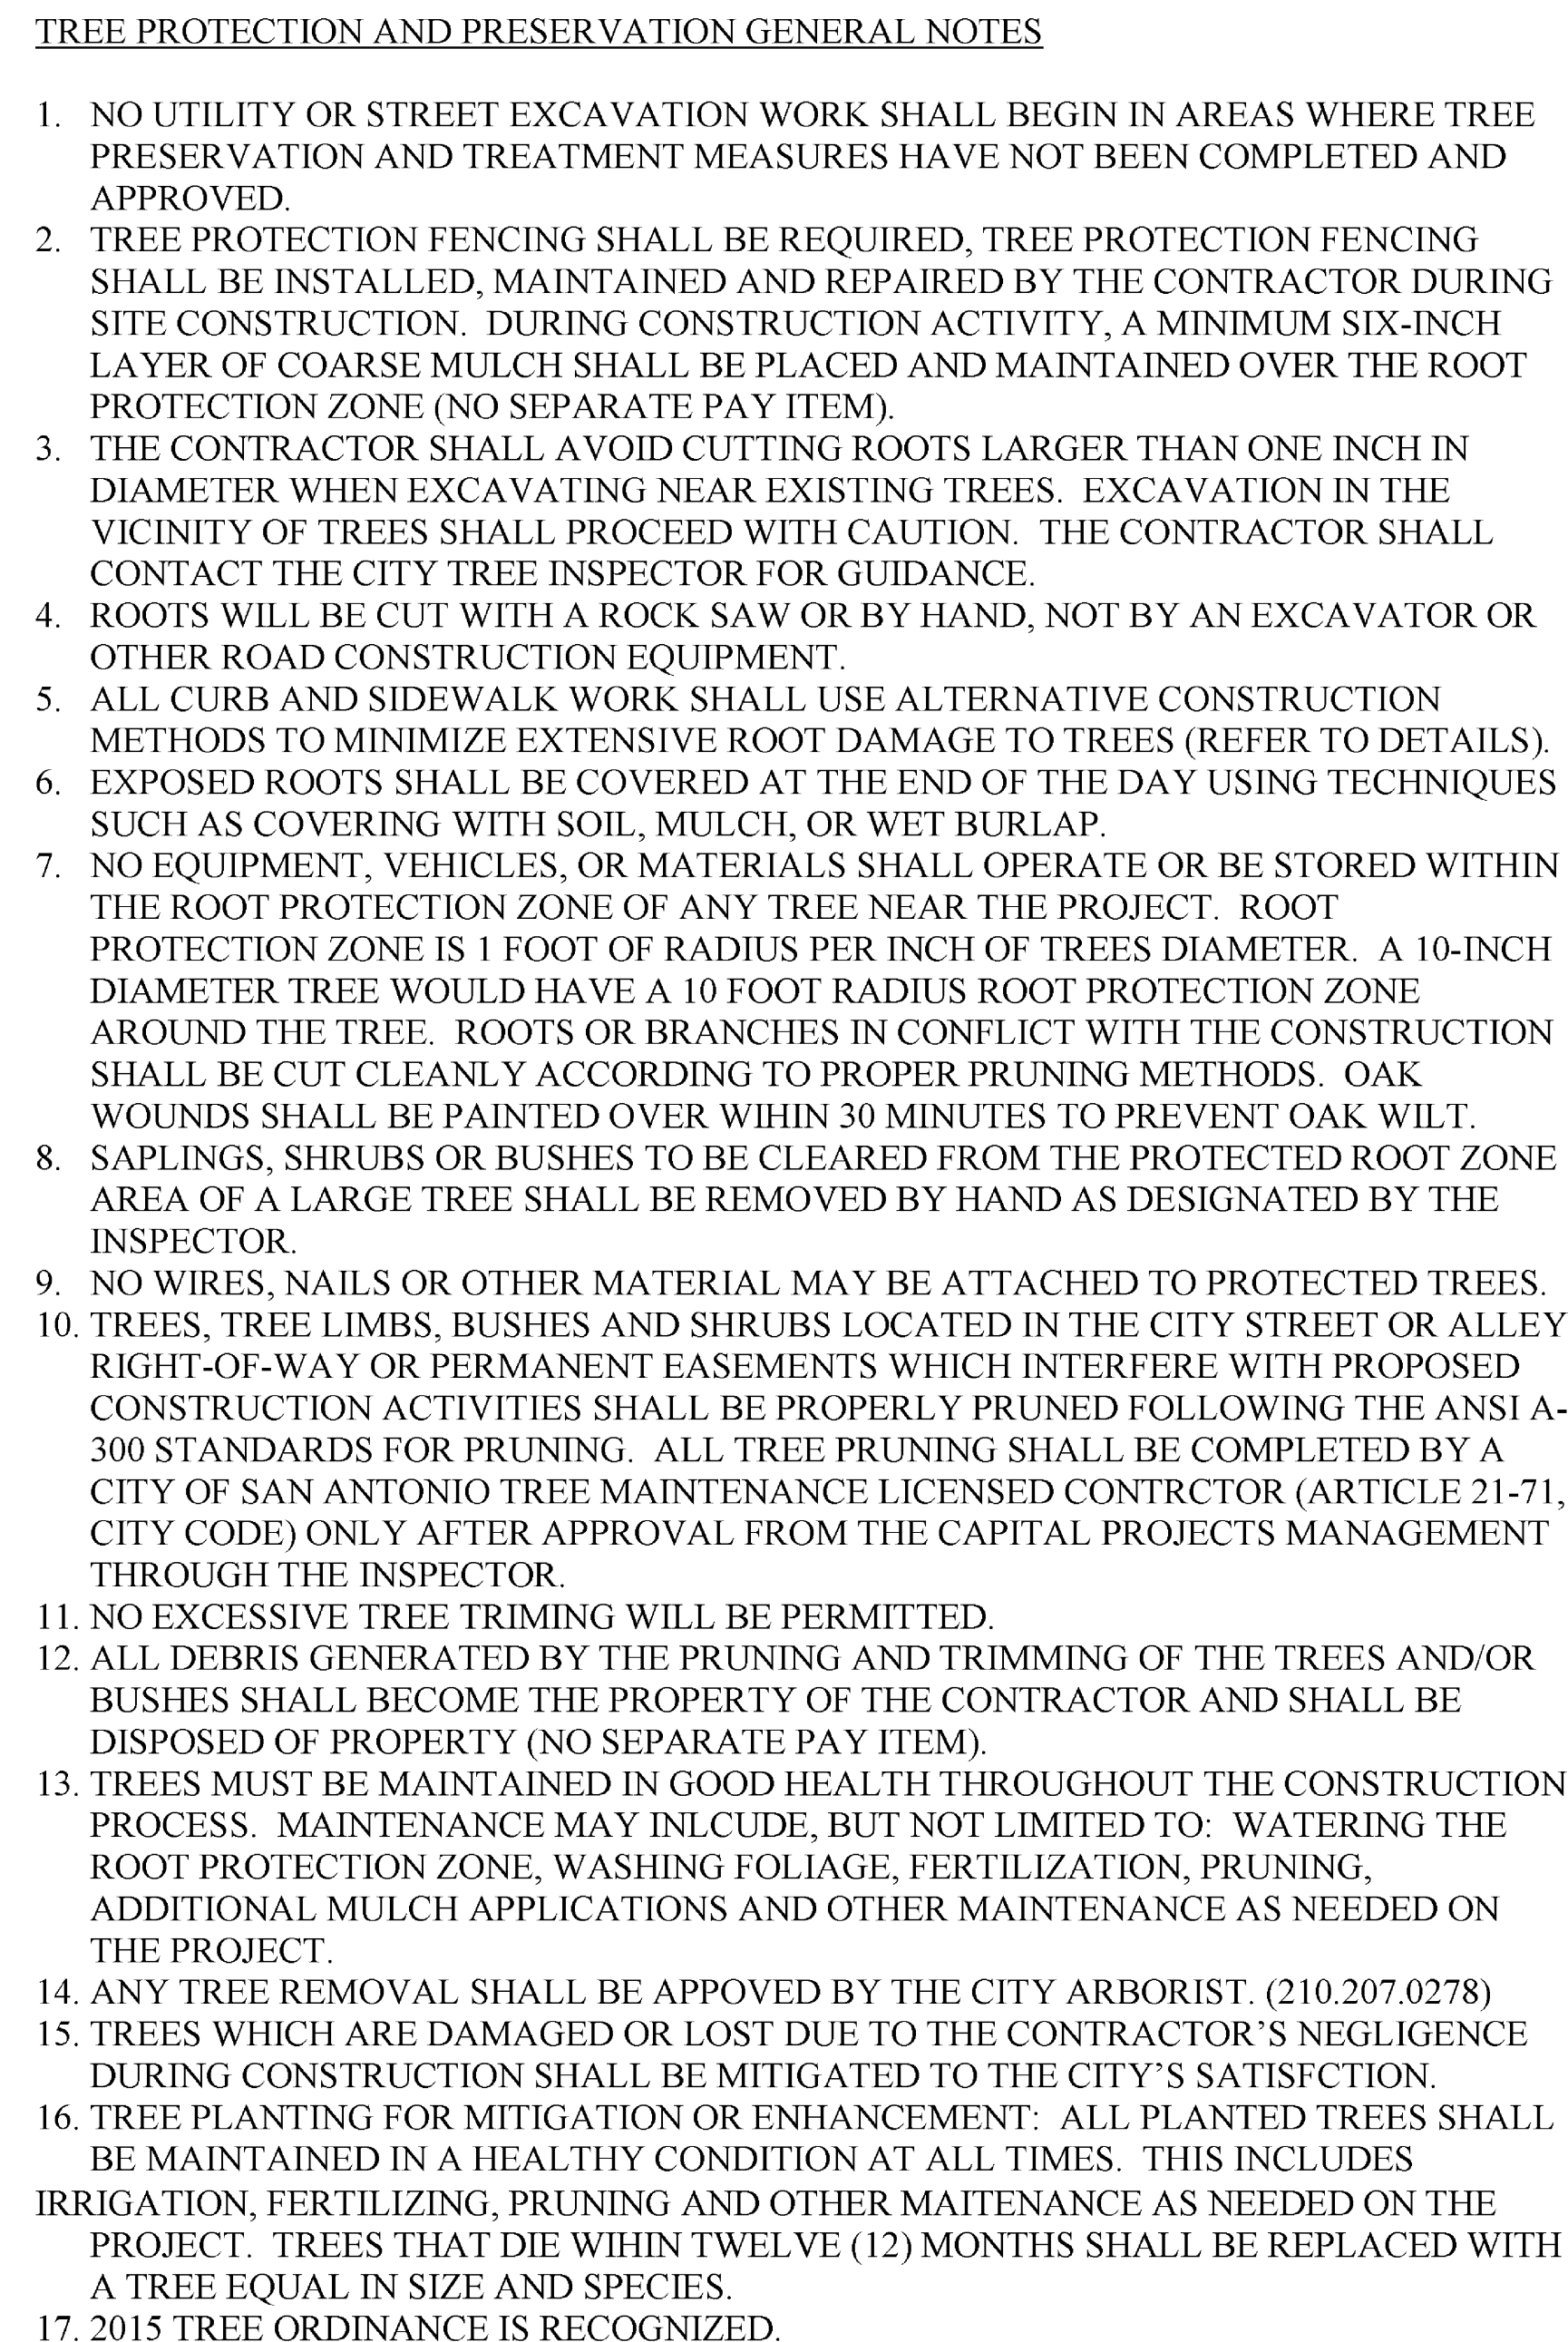 TREE PROTECTION AND PRESERVATION GENERAL NOTES
1. NO UTILITY OR STREET EXCAVATION WORK SHALL BEGIN IN AREAS WHERE TREE
PRESERVATION AND TREATMENT MEASURES HAVE NOT BEEN COMPLETED AND
APPROVED.
2. TREE PROTECTION FENCING SHALL BE REQUIRED, TREE PROTECTION FENCING
SHALL BE INSTALLED, MAINTAINED AND REPAIRED BY THE CONTRACTOR DURING
SITE CONSTRUCTION. DURING CONSTRUCTION ACTIVITY, A MINIMUM SIX-INCH
LAYER OF COARSE MULCH SHALL BE PLACED AND MAINTAINED OVER THE ROOT
PROTECTION ZONE (NO SEPARATE PAY ITEM).
3. THE CONTRACTOR SHALL AVOID CUTTING ROOTS LARGER THAN ONE INCH IN
DIAMETER WHEN EXCAVATING NEAR EXISTING TREES. EXCAVATION IN THE
VICINITY OF TREES SHALL PROCEED WITH CAUTION. THE CONTRACTOR SHALL
CONTACT THE CITY TREE INSPECTOR FOR GUIDANCE.
4. ROOTS WILL BE CUT WITH A ROCK SAW OR BY HAND, NOT BY AN EXCAVATOR OR
OTHER ROAD CONSTRUCTION EQUIPMENT.
5. ALL CURB AND SIDEWALK WORK SHALL USE ALTERNATIVE CONSTRUCTION
METHODS TO MINIMIZE EXTENSIVE ROOT DAMAGE TO TREES (REFER TO DETAILS).
6. EXPOSED ROOTS SHALL BE COVERED AT THE END OF THE DAY USING TECHNIQUES
SUCH AS COVERING WITH SOIL, MULCH, OR WET BURLAP.
7. NO EQUIPMENT, VEHICLES, OR MATERIALS SHALL OPERATE OR BE STORED WITHIN
THE ROOT PROTECTION ZONE OF ANY TREE NEAR THE PROJECT. ROOT
PROTECTION ZONE IS 1 FOOT OF RADIUS PER INCH OF TREES DIAMETER. A 10-INCH
DIAMETER TREE WOULD HAVE A 10 FOOT RADIUS ROOT PROTECTION ZONE
AROUND THE TREE. ROOTS OR BRANCHES IN CONFLICT WITH THE CONSTRUCTION
SHALL BE CUT CLEANLY ACCORDING TO PROPER PRUNING METHODS. OAK
WOUNDS SHALL BE PAINTED OVER WIHIN 30 MINUTES TO PREVENT OAK WILT.
8. SAPLINGS, SHRUBS OR BUSHES TO BE CLEARED FROM THE PROTECTED ROOT ZONE
AREA OF A LARGE TREE SHALL BE REMOVED BY HAND AS DESIGNATED BY THE
INSPECTOR.
9. NO WIRES, NAILS OR OTHER MATERIAL MAY BE ATTACHED TO PROTECTED TREES.
10. TREES, TREE LIMBS, BUSHES AND SHRUBS LOCATED IN THE CITY STREET OR ALLEY
RIGHT-OF-WAY OR PERMANENT EASEMENTS WHICH INTERFERE WITH PROPOSED
CONSTRUCTION ACTIVITIES SHALL BE PROPERLY PRUNED FOLLOWING THE ANSI A-
300 STANDARDS FOR PRUNING. ALL TREE PRUNING SHALL BE COMPLETED BY A
CITY OF SAN ANTONIO TREE MAINTENANCE LICENSED CONTRCTOR (ARTICLE 21-71,
CITY CODE) ONLY AFTER APPROVAL FROM THE CAPITAL PROJECTS MANAGEMENT
THROUGH THE INSPECTOR.
11. NO EXCESSIVE TREE TRIMING WILL BE PERMITTED.
12. ALL DEBRIS GENERATED BY THE PRUNING AND TRIMMING OF THE TREES AND/OR
BUSHES SHALL BECOME THE PROPERTY OF THE CONTRACTOR AND SHALL BE
DISPOSED OF PROPERTY (NO SEPARATE PAY ITEM).
13. TREES MUST BE MAINTAINED IN GOOD HEALTH THROUGHOUT THE CONSTRUCTION
PROCESS. MAINTENANCE MAY INLCUDE, BUT NOT LIMITED TO: WATERING THE
ROOT PROTECTION ZONE, WASHING FOLIAGE, FERTILIZATION, PRUNING,
ADDITIONAL MULCH APPLICATIONS AND OTHER MAINTENANCE AS NEEDED ON
THE PROJECT.
14. ANY TREE REMOVAL SHALL BE APPOVED BY THE CITY ARBORIST. (210.207.0278)
15. TREES WHICH ARE DAMAGED OR LOST DUE TO THE CONTRACTOR’S NEGLIGENCE
DURING CONSTRUCTION SHALL BE MITIGATED TO THE CITY’S SATISFCTION.
16. TREE PLANTING FOR MITIGATION OR ENHANCEMENT: ALL PLANTED TREES SHALL
BE MAINTAINED IN A HEALTHY CONDITION AT ALL TIMES. THIS INCLUDES
IRRIGATION, FERTILIZING, PRUNING AND OTHER MAITENANCE AS NEEDED ON THE
PROJECT. TREES THAT DIE WIHIN TWELVE (12) MONTHS SHALL BE REPLACED WITH
A TREE EQUAL IN SIZE AND SPECIES.
17. 2015 TREE ORDINANCE IS RECOGNIZED.